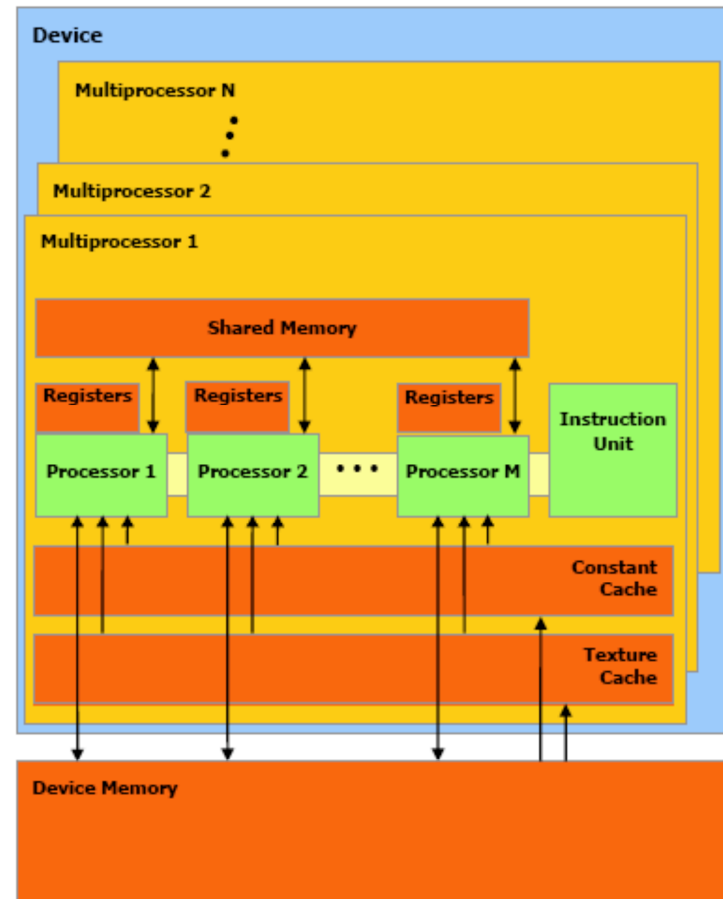 Device
Multiprocessor N
Multiprocessor 2
Multiprocessor 1
Shared Memory
Registers
Registers
Registers
Instruction
Unit
Processor 1
Processor 2
Processor M
Constant
Cache
Texture
Cache
Device Memory